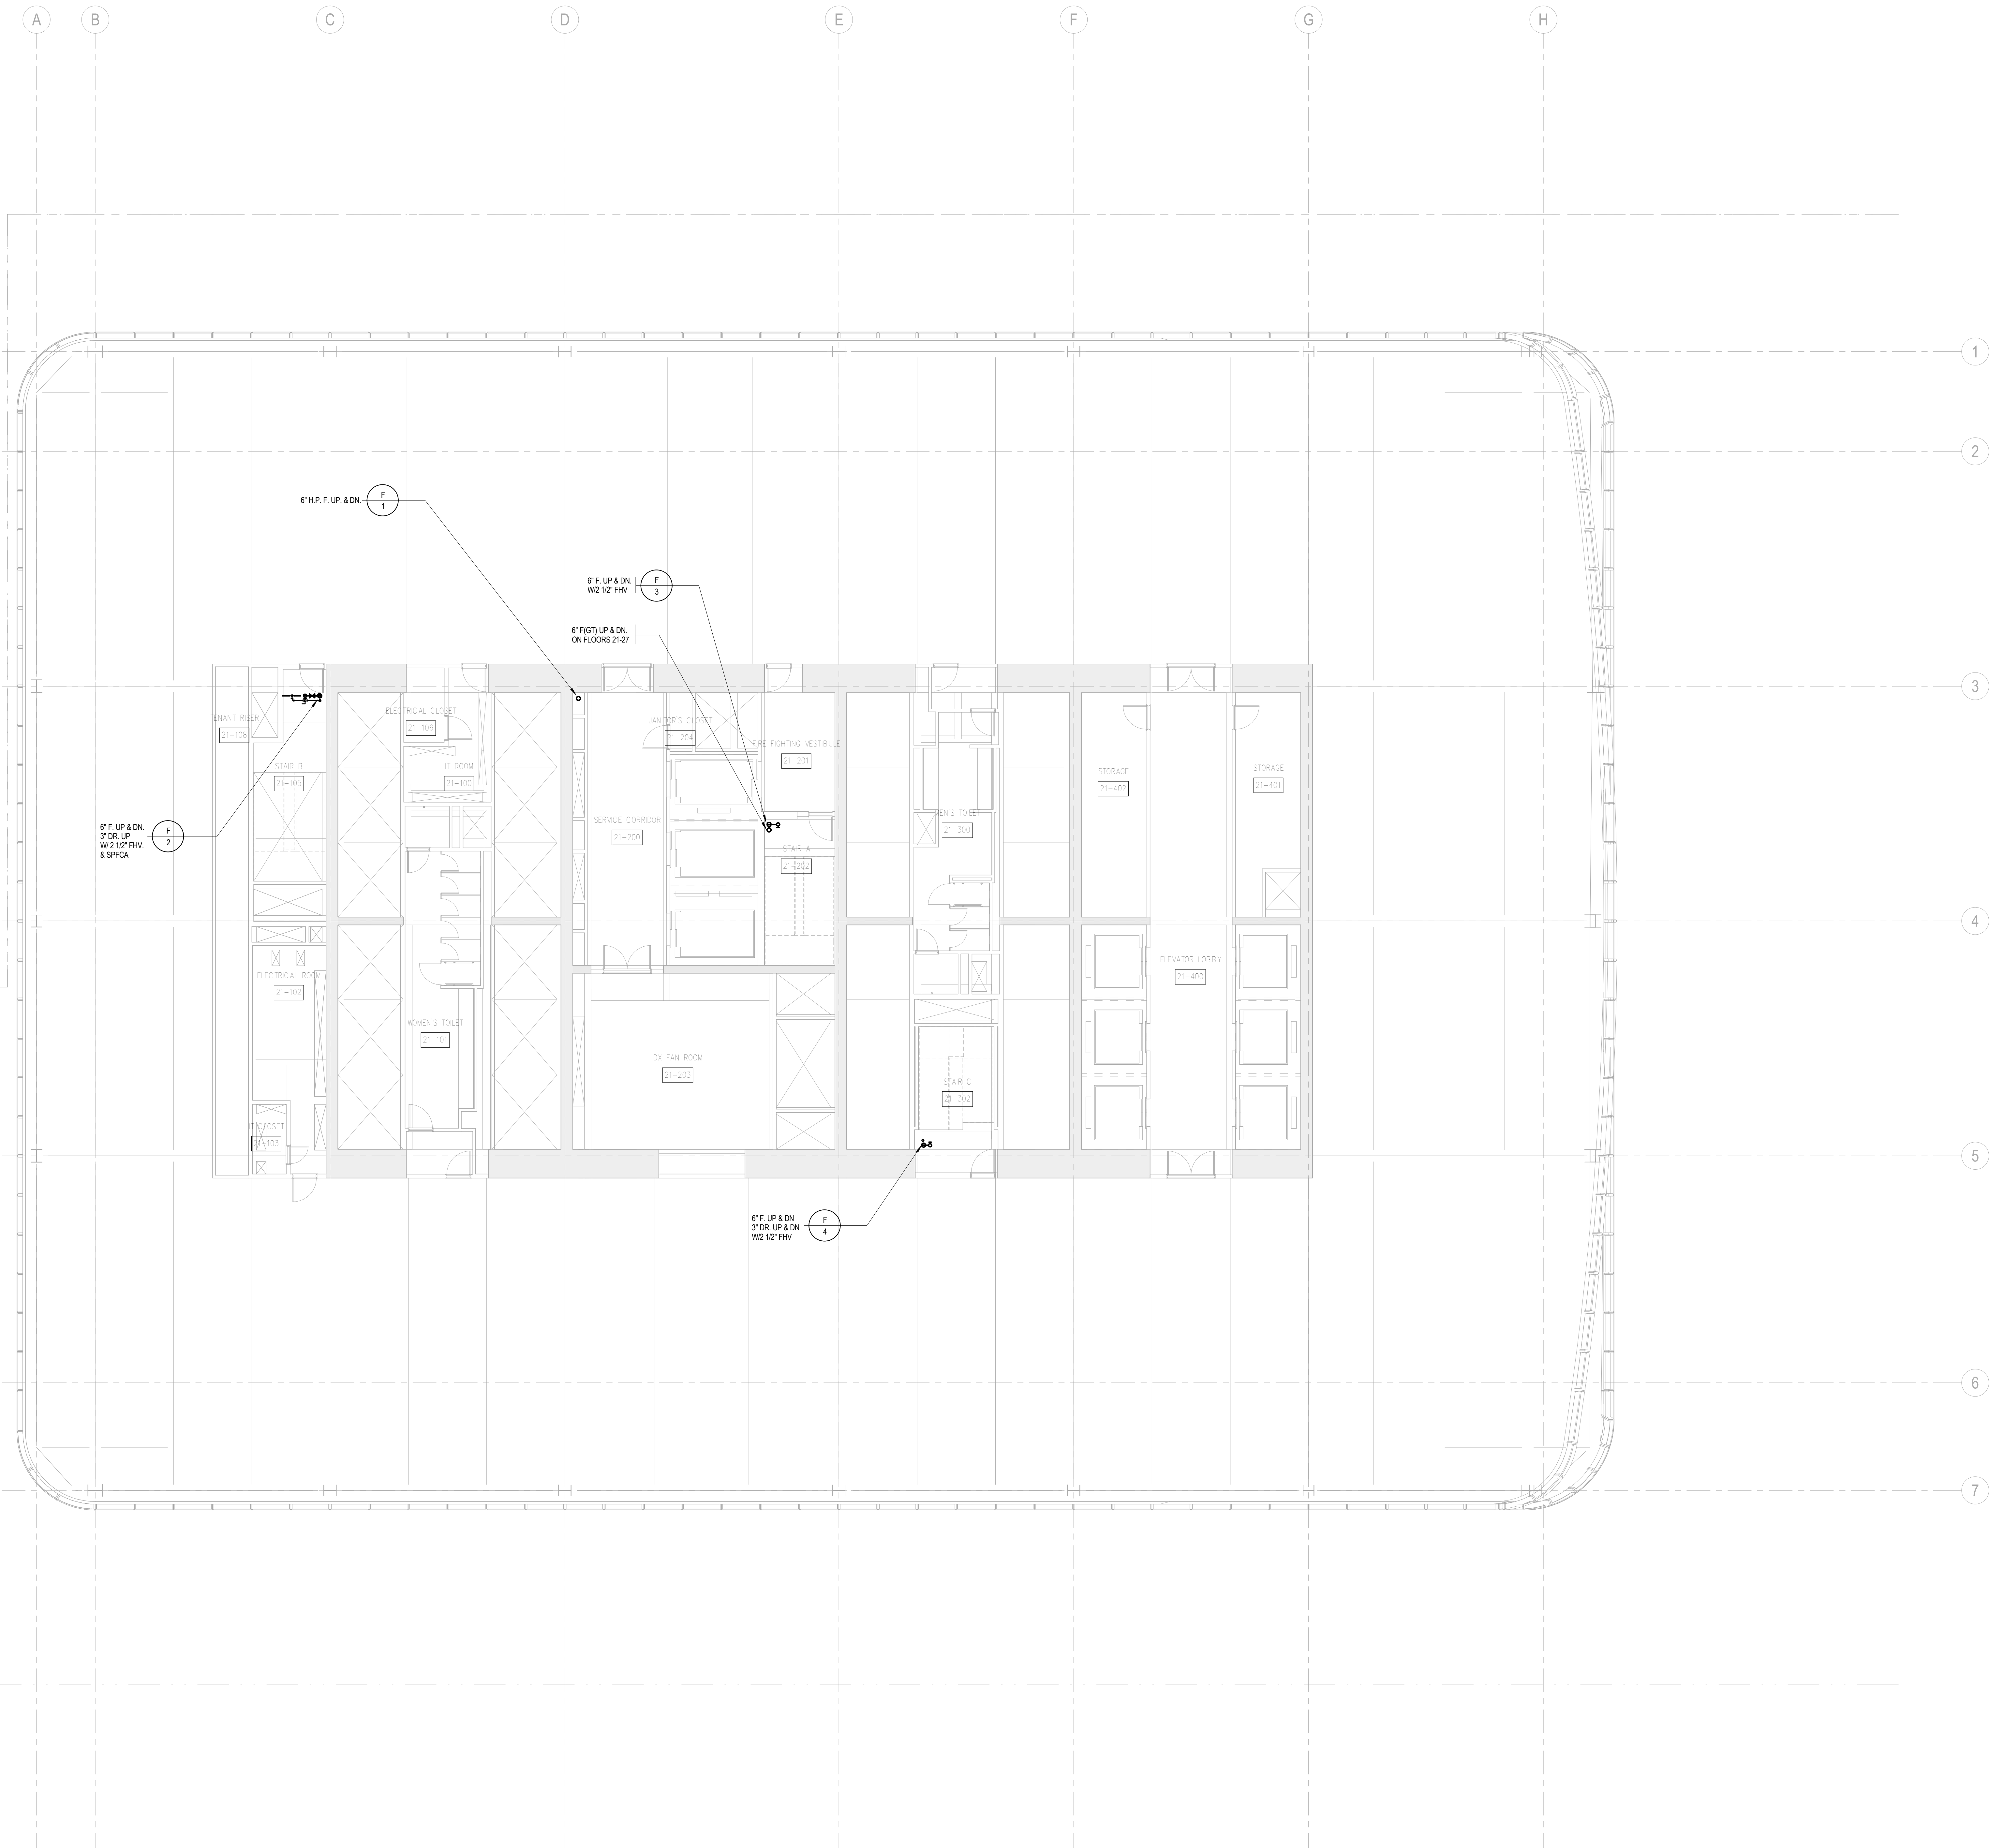 A B C D E F G H
1
2
6" H.P. F. UP. & DN.
F
1
6" F. UP & DN.
W/2 1/2" FHV
F
3
6" F(GT) UP & DN.
ON FLOORS 21-27
3
TENANT RISER
21-108
ELECTRICAL CLOSET
21-106
JANITOR'S CLOSET
21-204
FIRE FIGHTING VESTIBULE
21-201
STAIR B
21-105
IT ROOM
21-100
STORAGE
21-402
STORAGE
21-401
6" F. UP & DN.
3" DR. UP
W/ 2 1/2" FHV.
& SPFCA
F
2
SERVICE CORRIDOR
21-200
MEN'S TOILET
21-300
STAIR A
21-202
4
ELECTRICAL ROOM
21-102
ELEVATOR LOBBY
21-400
WOMEN'S TOILET
21-101
DX FAN ROOM
21-203
STAIR C
21-302
IT CLOSET
21-103
5
6" F. UP & DN
3" DR. UP & DN
W/2 1/2" FHV
F
4
6
7